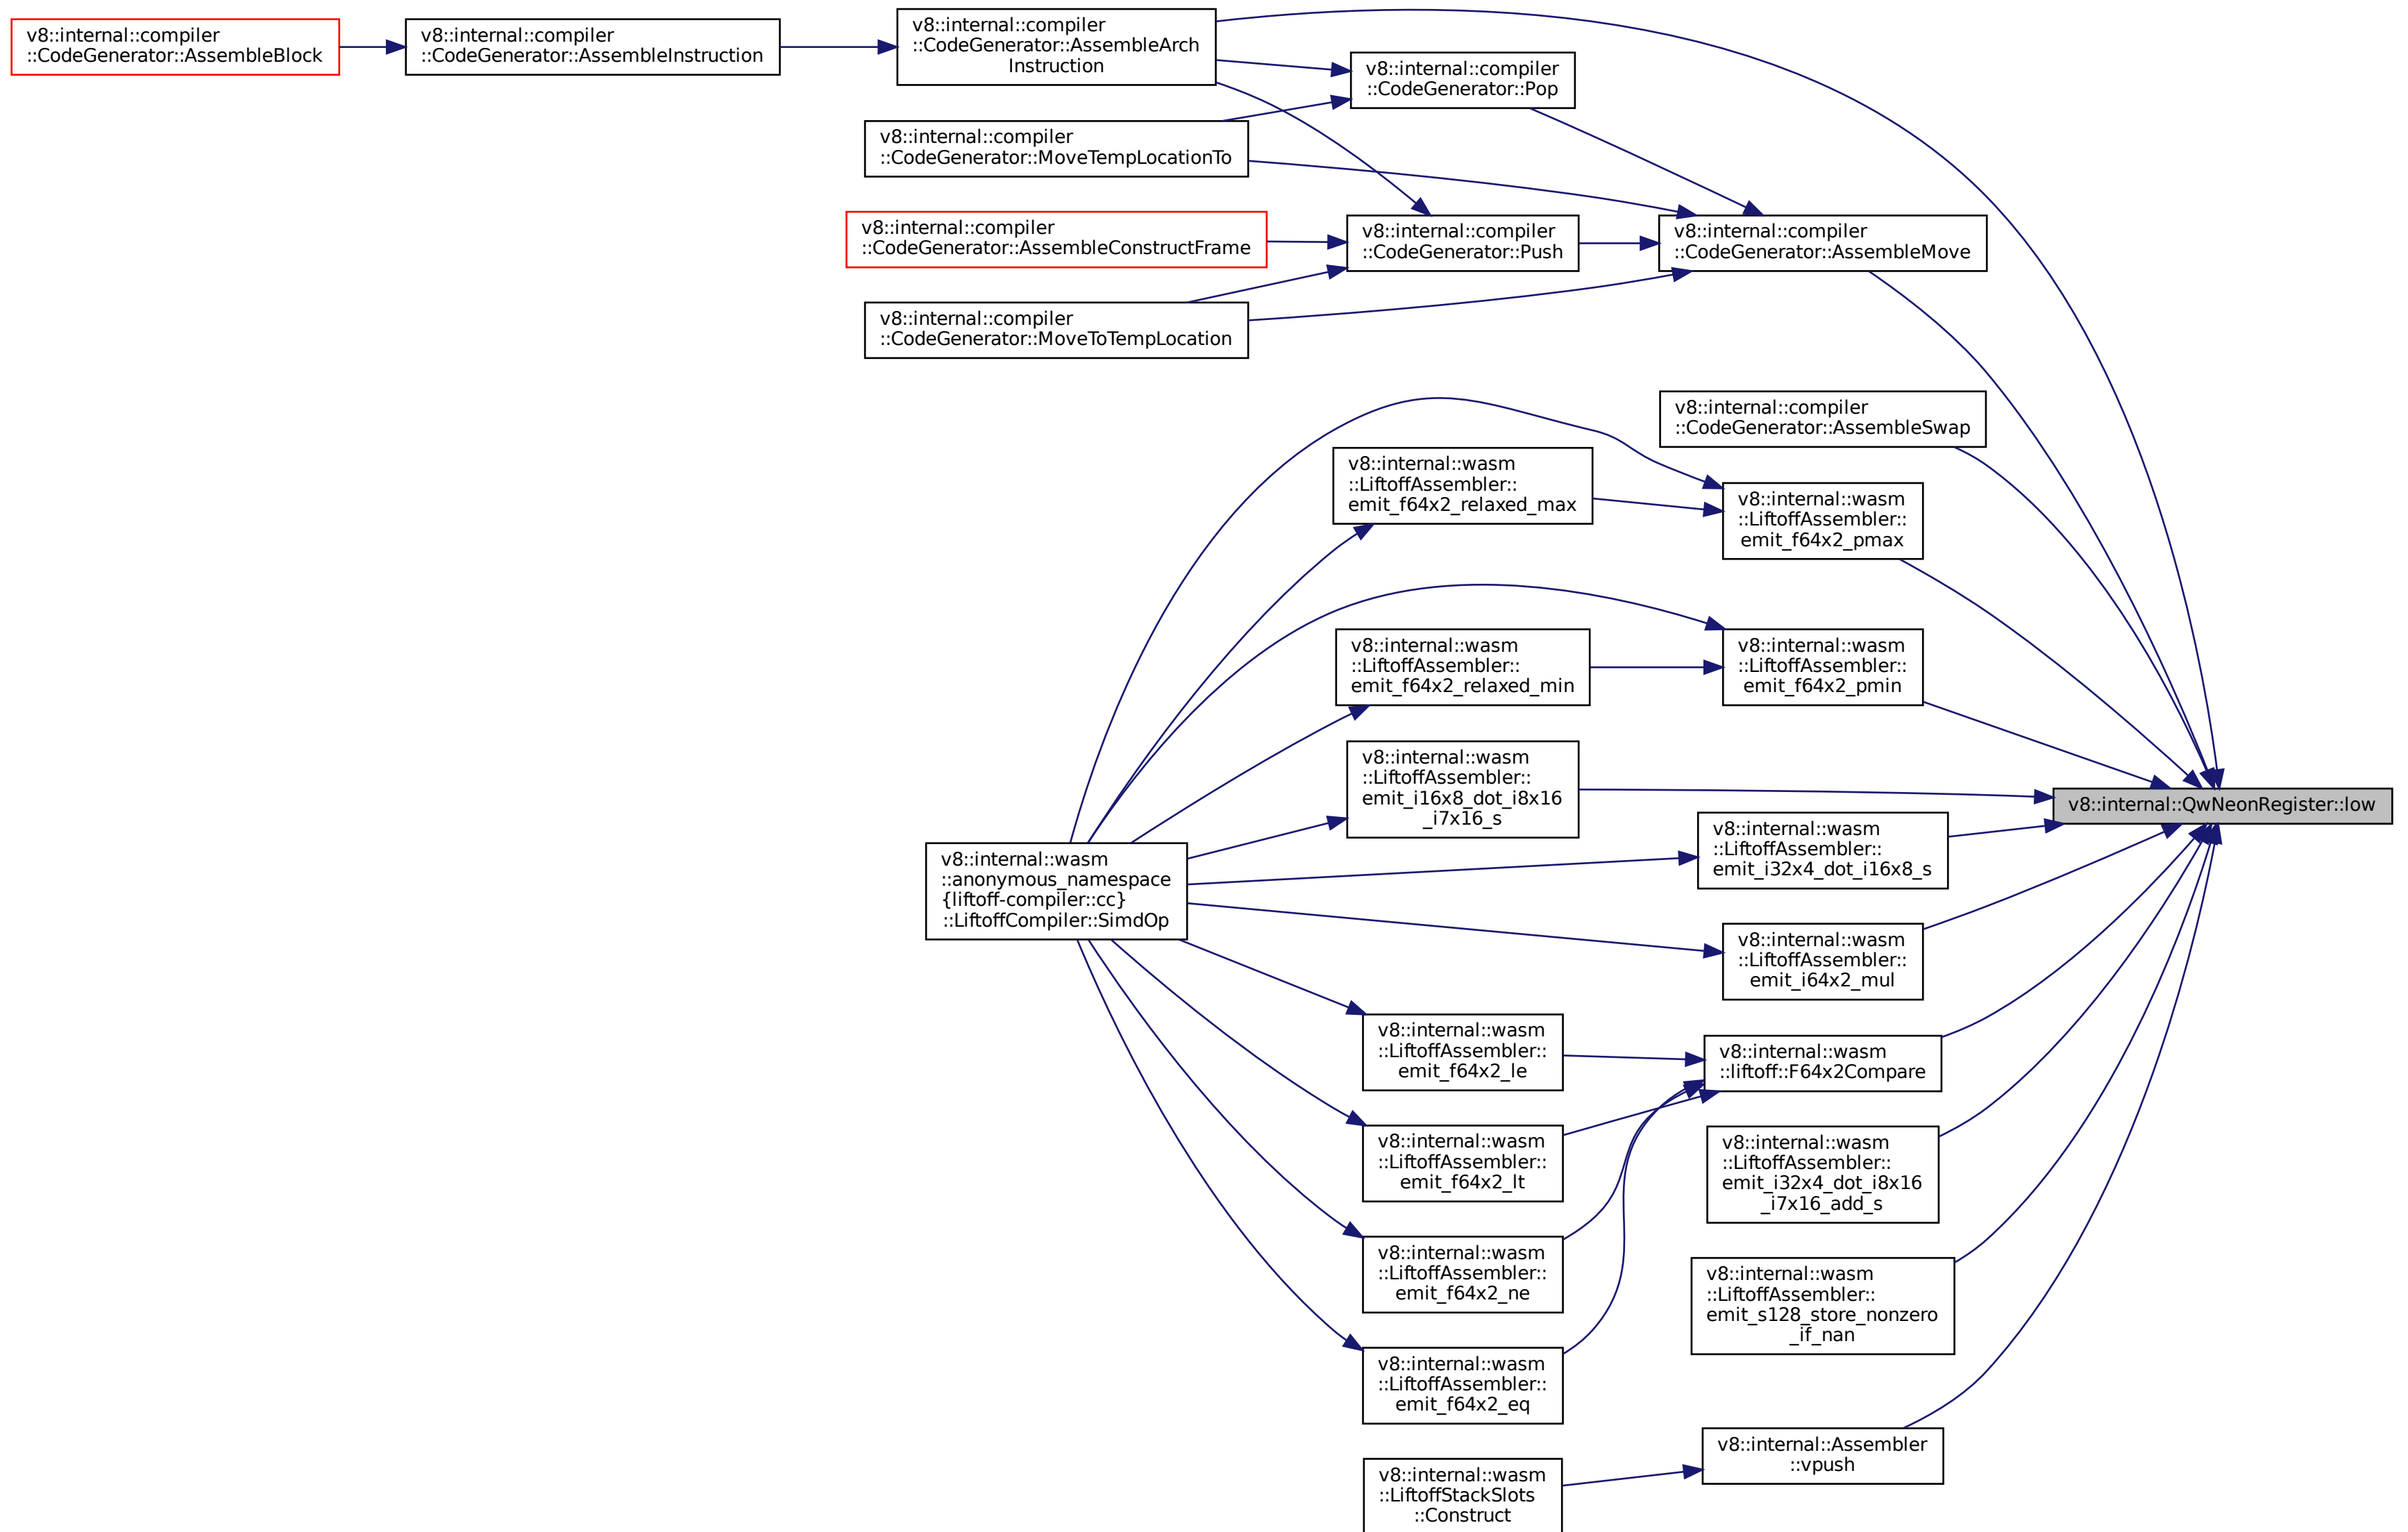 v8::internal::compiler
::CodeGenerator::AssembleBlock
v8::internal::compiler
::CodeGenerator::AssembleInstruction
v8::internal::compiler
::CodeGenerator::AssembleArch
Instruction
v8::internal::compiler
::CodeGenerator::Pop
v8::internal::compiler
::CodeGenerator::MoveTempLocationTo
v8::internal::compiler
::CodeGenerator::AssembleConstructFrame
v8::internal::compiler
::CodeGenerator::Push
v8::internal::compiler
::CodeGenerator::AssembleMove
v8::internal::compiler
::CodeGenerator::MoveToTempLocation
v8::internal::compiler
::CodeGenerator::AssembleSwap
v8::internal::wasm
::LiftoffAssembler::
emit_f64x2_relaxed_max
v8::internal::wasm
::LiftoffAssembler::
emit_f64x2_pmax
v8::internal::wasm
::LiftoffAssembler::
emit_f64x2_relaxed_min
v8::internal::wasm
::LiftoffAssembler::
emit_f64x2_pmin
v8::internal::wasm
::LiftoffAssembler::
emit_i16x8_dot_i8x16
_i7x16_s
v8::internal::QwNeonRegister::low
v8::internal::wasm
::LiftoffAssembler::
emit_i32x4_dot_i16x8_s
v8::internal::wasm
::anonymous_namespace
{liftoff-compiler::cc}
::LiftoffCompiler::SimdOp
v8::internal::wasm
::LiftoffAssembler::
emit_i64x2_mul
v8::internal::wasm
::LiftoffAssembler::
emit_f64x2_le
v8::internal::wasm
::liftoff::F64x2Compare
v8::internal::wasm
::LiftoffAssembler::
emit_f64x2_lt
v8::internal::wasm
::LiftoffAssembler::
emit_i32x4_dot_i8x16
_i7x16_add_s
v8::internal::wasm
::LiftoffAssembler::
emit_f64x2_ne
v8::internal::wasm
::LiftoffAssembler::
emit_s128_store_nonzero
_if_nan
v8::internal::wasm
::LiftoffAssembler::
emit_f64x2_eq
v8::internal::Assembler
::vpush
v8::internal::wasm
::LiftoffStackSlots
::Construct